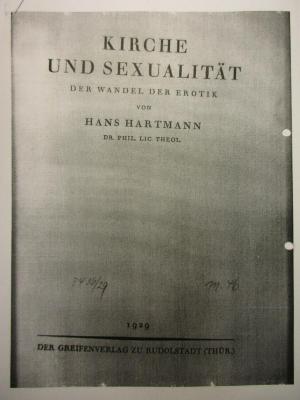 KIRCHE
UND SEXUALITÄT
DER WANDEL DER EROTIK
VON
HANS HARTMANN
DR. PHIL. LIC. THEOL.
1929
DER GREIFENVERLAG ZU RUDOLSTADT (THÜR.)